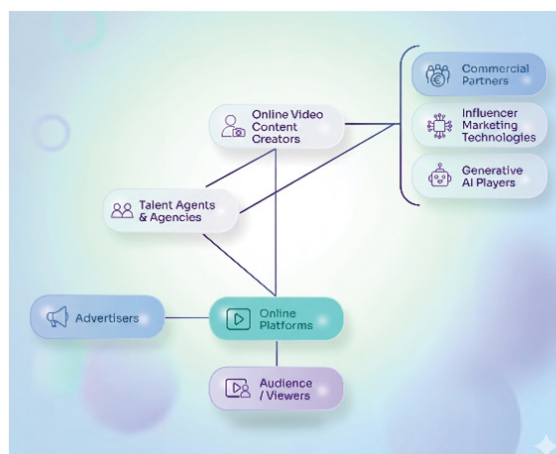 Commercial
Partners
Online Video
Content
Creators
Influencer
Marketing
Technologies
Generative
AI Players
Talent Agents
& Agencies
Advertisers
Online
Platforms
Audience
/ Viewers